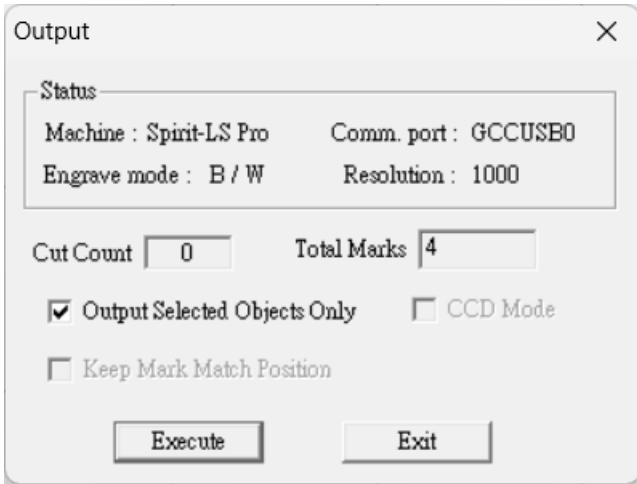 Output
Status
Machine : Spirit-LS Pro Comm. port : GCCUSB0
Engrave mode : B / W Resolution : 1000
Cut Count 0 Total Marks 4
Output Selected Objects Only CCD Mode
Keep Mark Match Position
Execute Exit